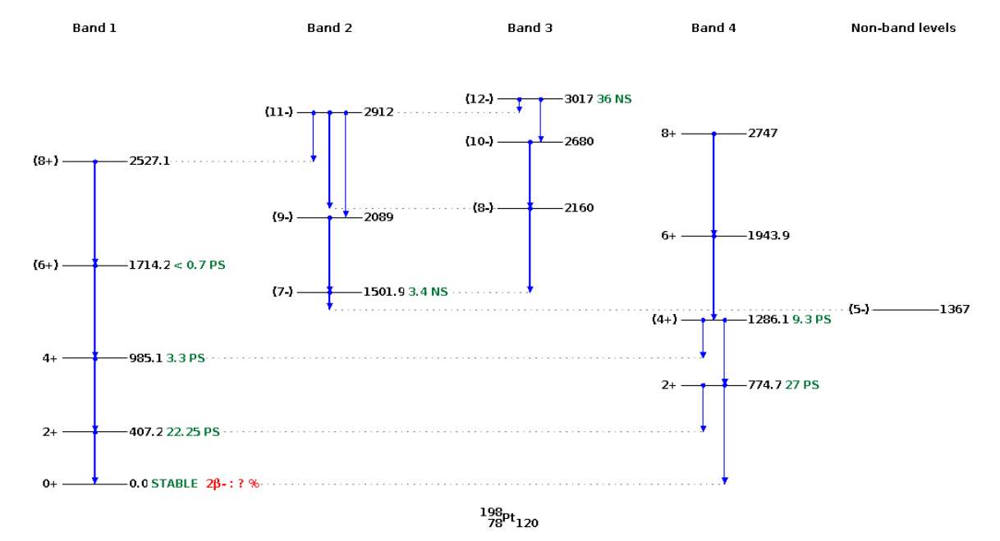 Band 1 Band 2 Band 3 Band 4 Non-band levels
(12-) 3017 36 NS
(11-) 2912
8+ 2747
(10-) 2680
(8+) 2527.1
(8-) 2160
(9-) 2089
6+ 1943.9
(6+) 1714.2 < 0.7 PS
(7-) 1501.9 3.4 NS
(5-) 1367
(4+) 1286.1 9.3 PS
4+ 985.1 3.3 PS
2+ 774.7 27 PS
2+ 407.2 22.25 PS
0+ 0.0 STABLE 2β- : ? %
198
78Pt120